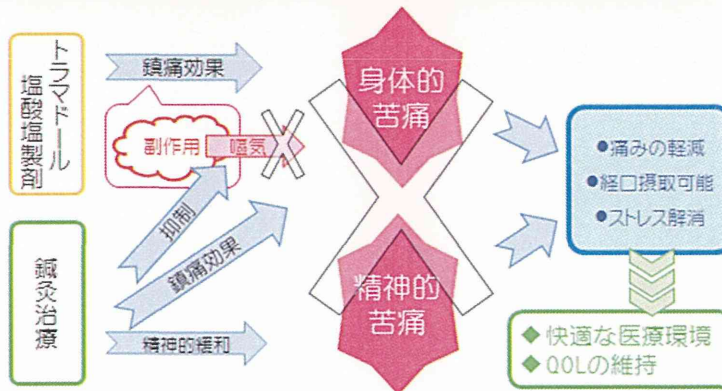 トラマドール
塩酸塩製剤
鎮痛効果
副作用
嘔気
抑制
鎮痛効果
鍼灸治療
精神的緩和
身体的
苦痛
精神的
苦痛
●痛みの軽減
●経口摂取可能
●ストレス解消
◆ 快適な医療環境
◆ QOLの維持